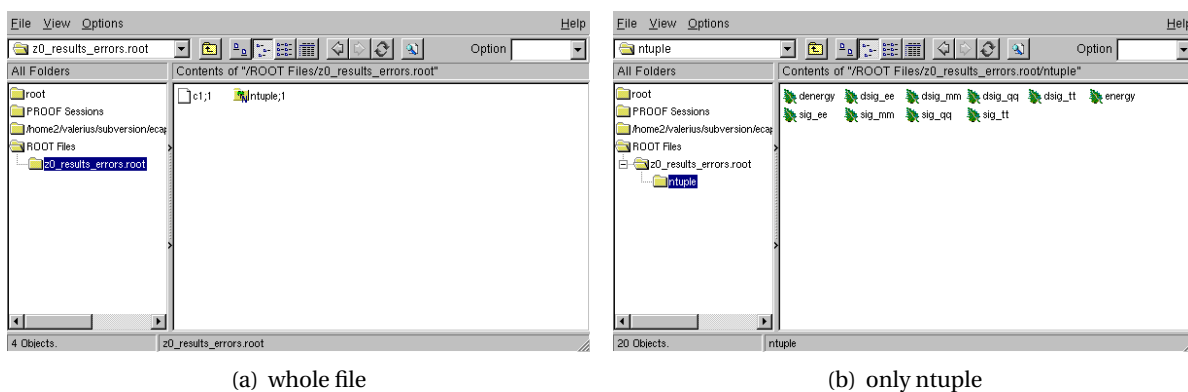 File View Options Help
z0_results_errors.root Option
All Folders Contents of "/ROOT Files/z0_results_errors.root"
root
PROOF Sessions
/home2/valerius/subversion/ecap
ROOT Files
z0_results_errors.root
c1;1 ntuple;1
4 Objects. z0_results_errors.root
(a) whole file
File View Options Help
ntuple Option
All Folders Contents of "/ROOT Files/z0_results_errors.root/ntuple"
root
PROOF Sessions
/home2/valerius/subversion/ecap
ROOT Files
z0_results_errors.root
ntuple
denergy dsig_ee dsig_mm dsig_qq dsig_tt energy
sig_ee sig_mm sig_qq sig_tt
20 Objects. ntuple
(b) only ntuple